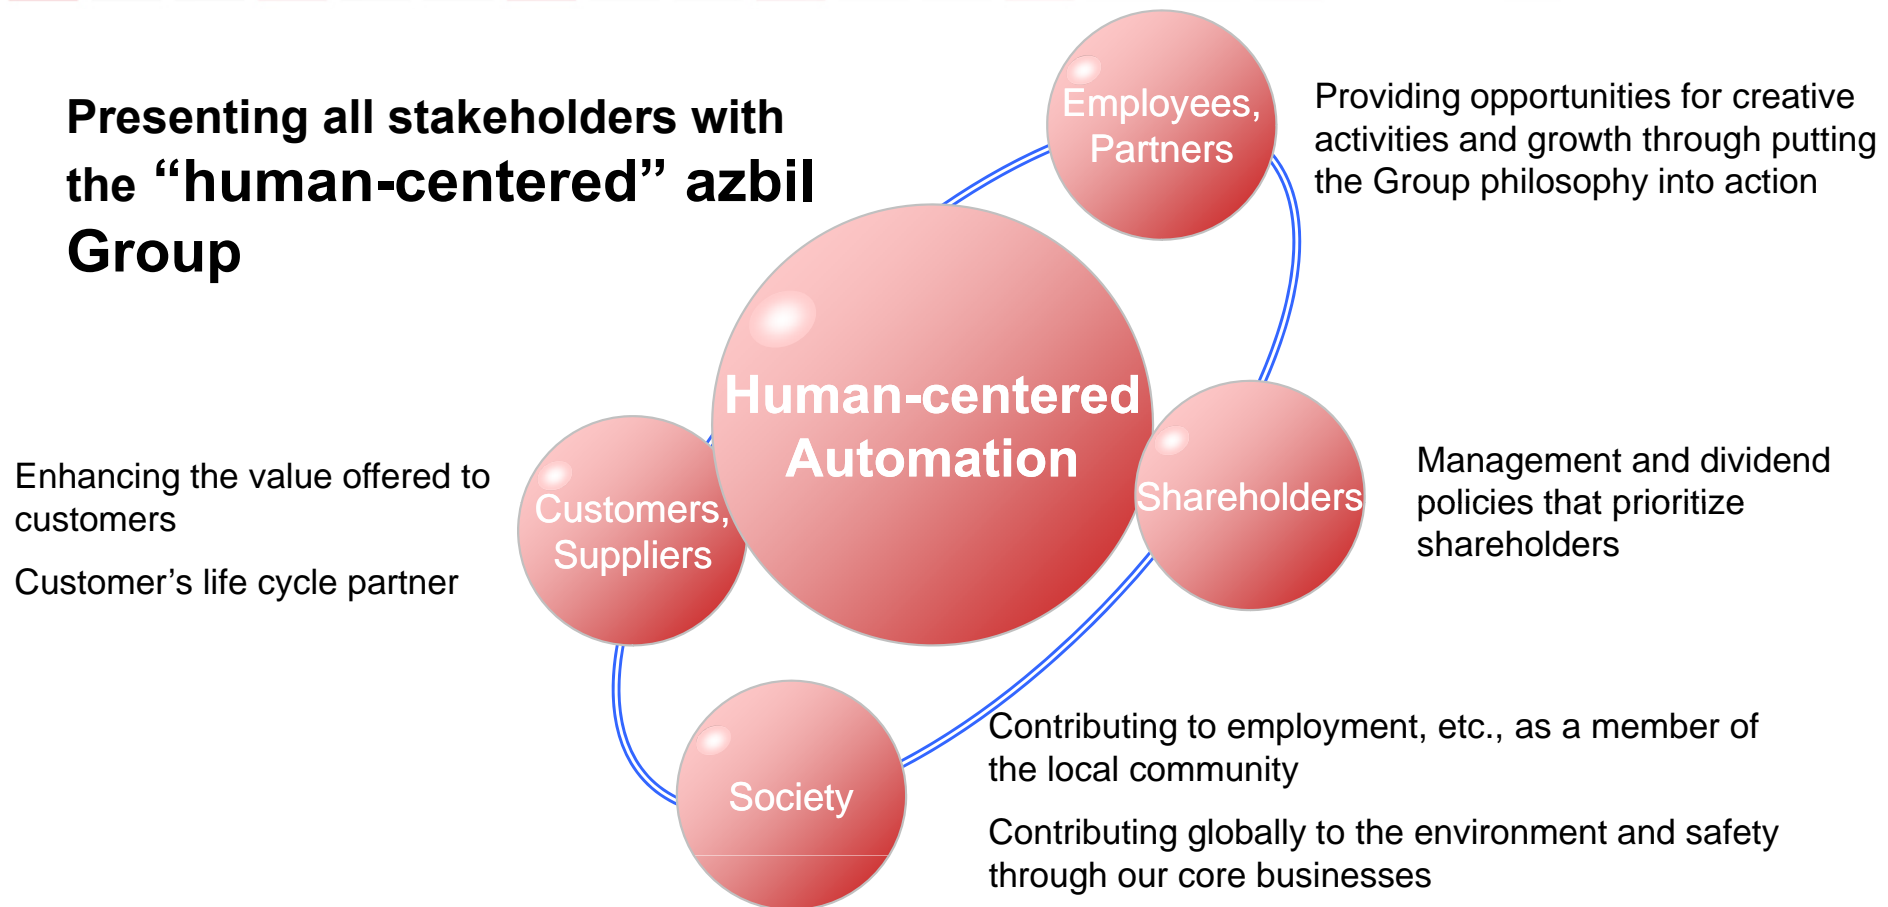 Presenting all stakeholders with
the “human-centered” azbil
Group
Employees,
Partners
Providing opportunities for creative
activities and growth through putting
the Group philosophy into action
Human-centered
Automation
Customers,
Suppliers
Enhancing the value offered to
customers
Customer’s life cycle partner
Shareholders
Management and dividend
policies that prioritize
shareholders
Society
Contributing to employment, etc., as a member of
the local community
Contributing globally to the environment and safety
through our core businesses